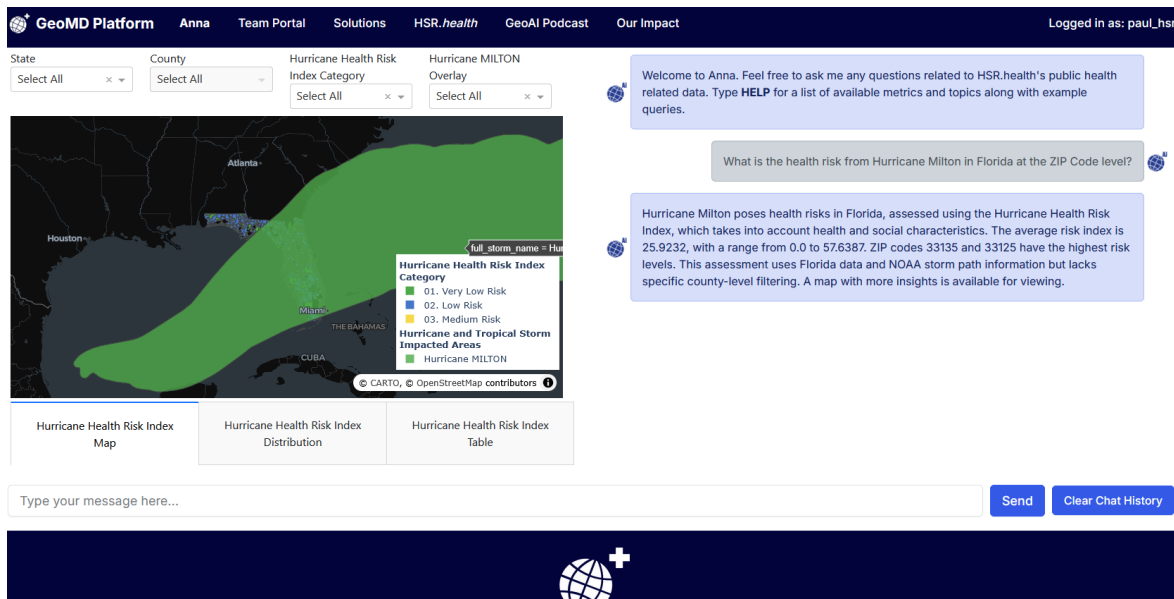 GeoMD Platform
Anna
Team Portal
Solutions
HSR.health
GeoAI Podcast
Our Impact
Logged in as: paul_hsr
State
Select All
County
Select All
Hurricane Health Risk
Index Category
Select All
Hurricane MILTON
Overlay
Select All
Atlanta
Houston
Miami
THE BAHAMAS
CUBA
full_storm_name = Hur
Hurricane Health Risk Index
Category
01. Very Low Risk
02. Low Risk
03. Medium Risk
Hurricane and Tropical Storm
Impacted Areas
Hurricane MILTON
© CARTO, © OpenStreetMap contributors
Hurricane Health Risk Index
Map
Hurricane Health Risk Index
Distribution
Hurricane Health Risk Index
Table
Welcome to Anna. Feel free to ask me any questions related to HSR.health's public health
related data. Type HELP for a list of available metrics and topics along with example
queries.
What is the health risk from Hurricane Milton in Florida at the ZIP Code level?
Hurricane Milton poses health risks in Florida, assessed using the Hurricane Health Risk
Index, which takes into account health and social characteristics. The average risk index is
25.9232, with a range from 0.0 to 57.6387. ZIP codes 33135 and 33125 have the highest risk
levels. This assessment uses Florida data and NOAA storm path information but lacks
specific county-level filtering. A map with more insights is available for viewing.
Type your message here...
Send
Clear Chat History